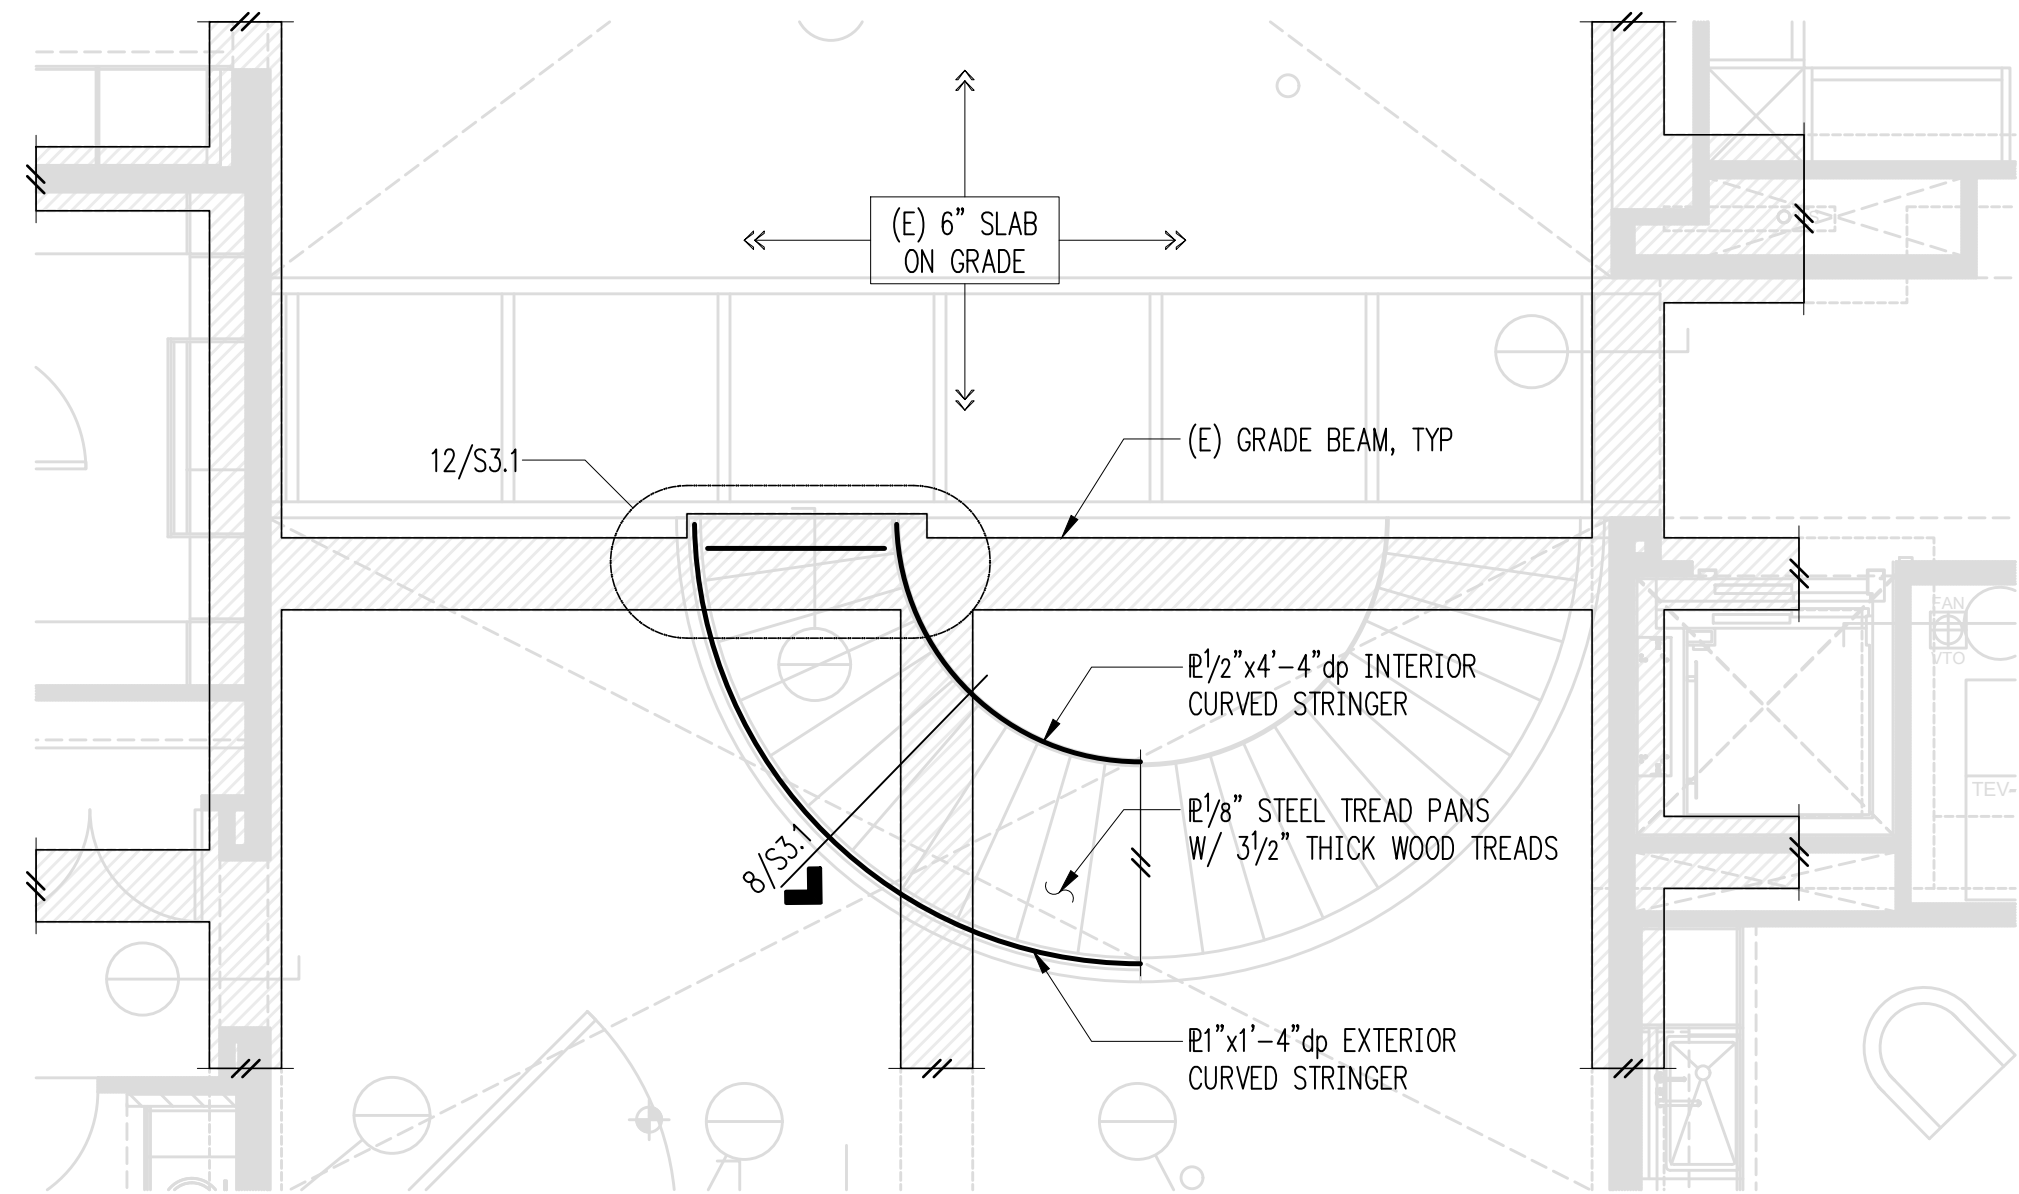 (E) 6" SLAB
ON GRADE
(E) GRADE BEAM, TYP
12/S3.1
FAN
VTO
℄1/2"x4'-4"dp INTERIOR
CURVED STRINGER
TEV-
℄1/8" STEEL TREAD PANS
W/ 3 1/2" THICK WOOD TREADS
8/S3.1
℄1"x1'-4"dp EXTERIOR
CURVED STRINGER